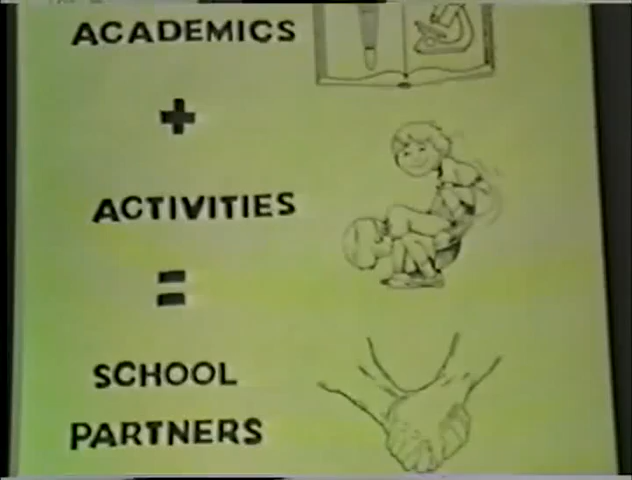 ACADEMICS
+
ACTIVITIES
=
SCHOOL
PARTNERS